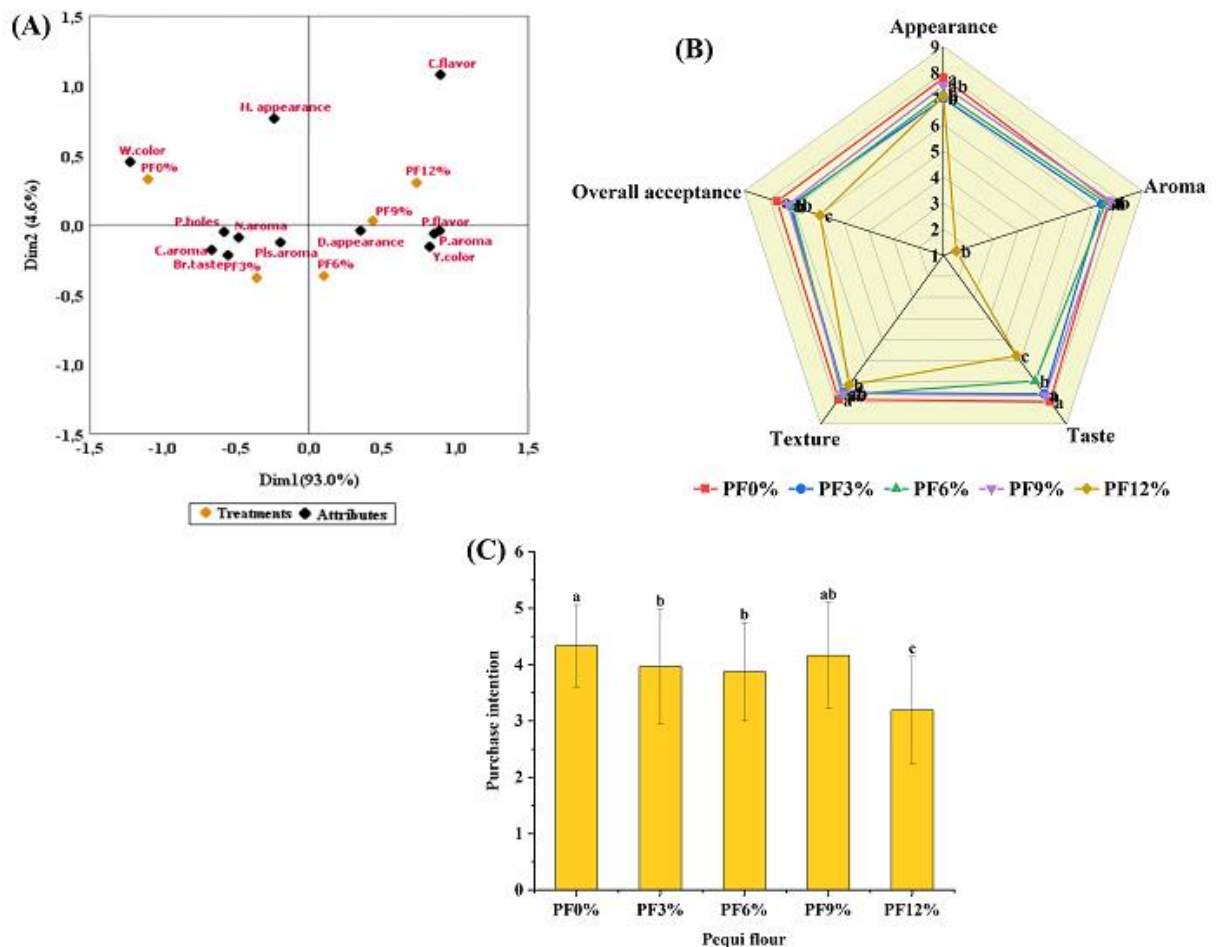 (A)
1,5
1,0
0,5
0,0
-0,5
-1,0
-1,5
-1,5
-1,0
-0,5
0,0
0,5
1,0
1,5
Dim2 (4.6%)
Dim1(93.0%)
C.flavor
H. appearance
W.color
PF0%
PF12%
PF9%
P.holes
N.aroma
P.flavor
D.appearance
P.aroma
C.aroma
Pls.aroma
Y.color
Br.taste
PF3%
PF6%
Treatments
Attributes
(B)
Appearance
9
8
7
6
5
4
3
2
1
a
ab
b
Overall acceptance
Aroma
ab
b
c
c
b
a
a
b
ab
a
Texture
Taste
PF0%
PF3%
PF6%
PF9%
PF12%
(C)
6
5
4
3
2
1
0
Purchase intention
a
b
b
ab
c
PF0%
PF3%
PF6%
PF9%
PF12%
Pequi flour